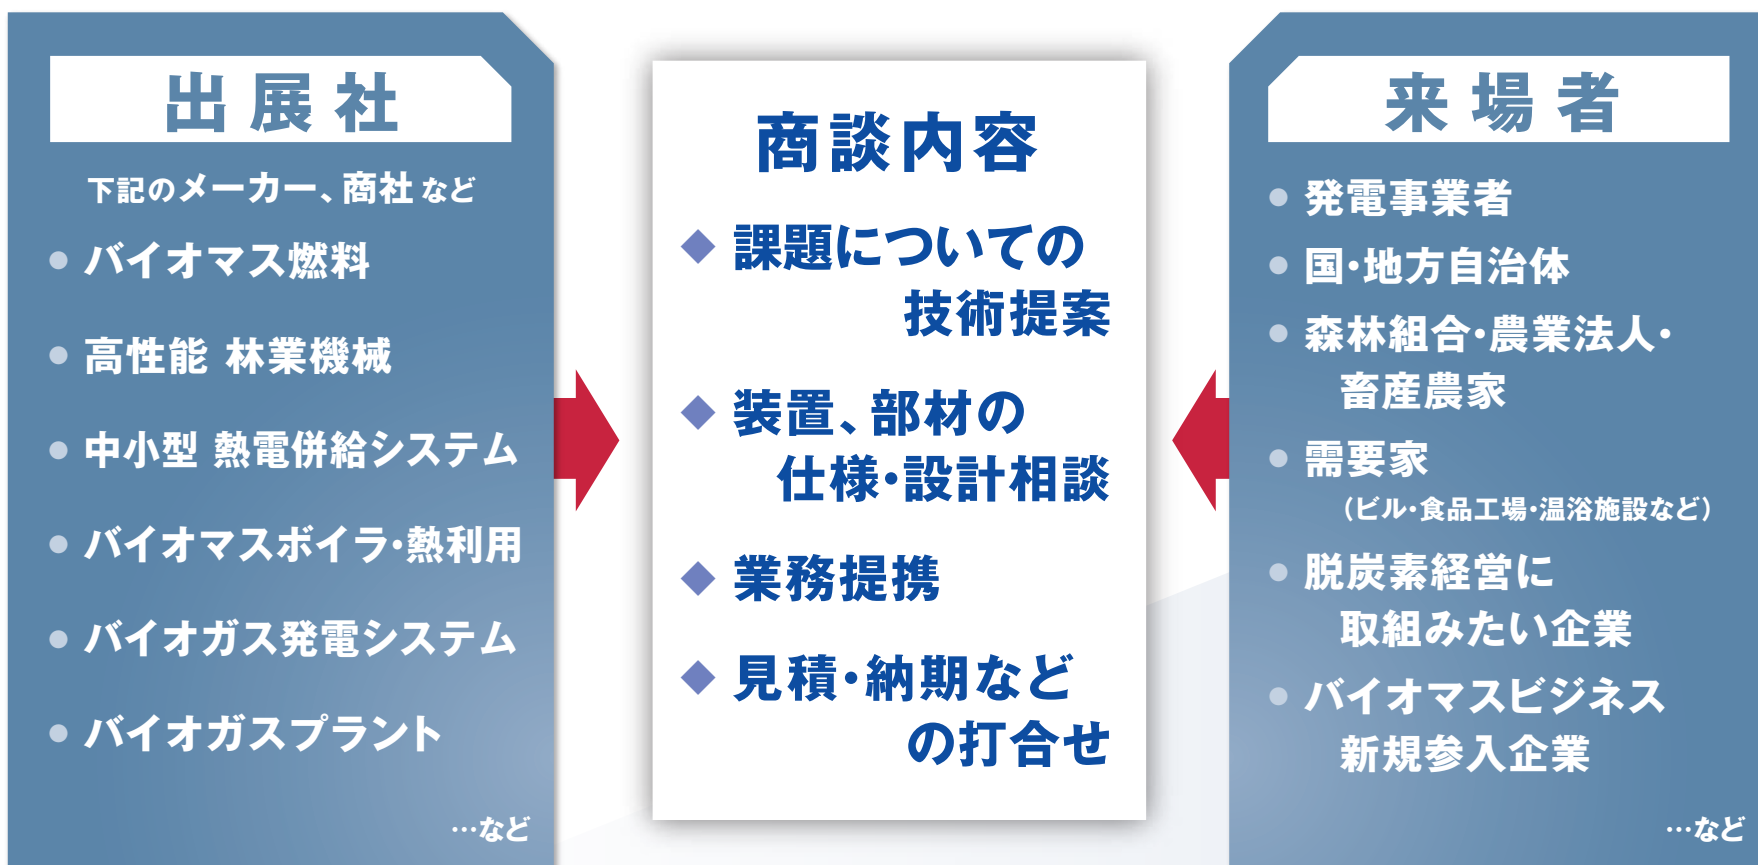 出展社
下記のメーカー、商社 など
● バイオマス燃料
● 高性能 林業機械
● 中小型 熱電併給システム
● バイオマスボイラ・熱利用
● バイオガス発電システム
● バイオガスプラント
…など
商談内容
◆ 課題についての
技術提案
◆ 装置、部材の
仕様・設計相談
◆ 業務提携
◆ 見積・納期など
の打合せ
来場者
● 発電事業者
● 国・地方自治体
● 森林組合・農業法人・
畜産農家
● 需要家
（ビル・食品工場・温浴施設など）
● 脱炭素経営に
取組みたい企業
● バイオマスビジネス
新規参入企業
…など